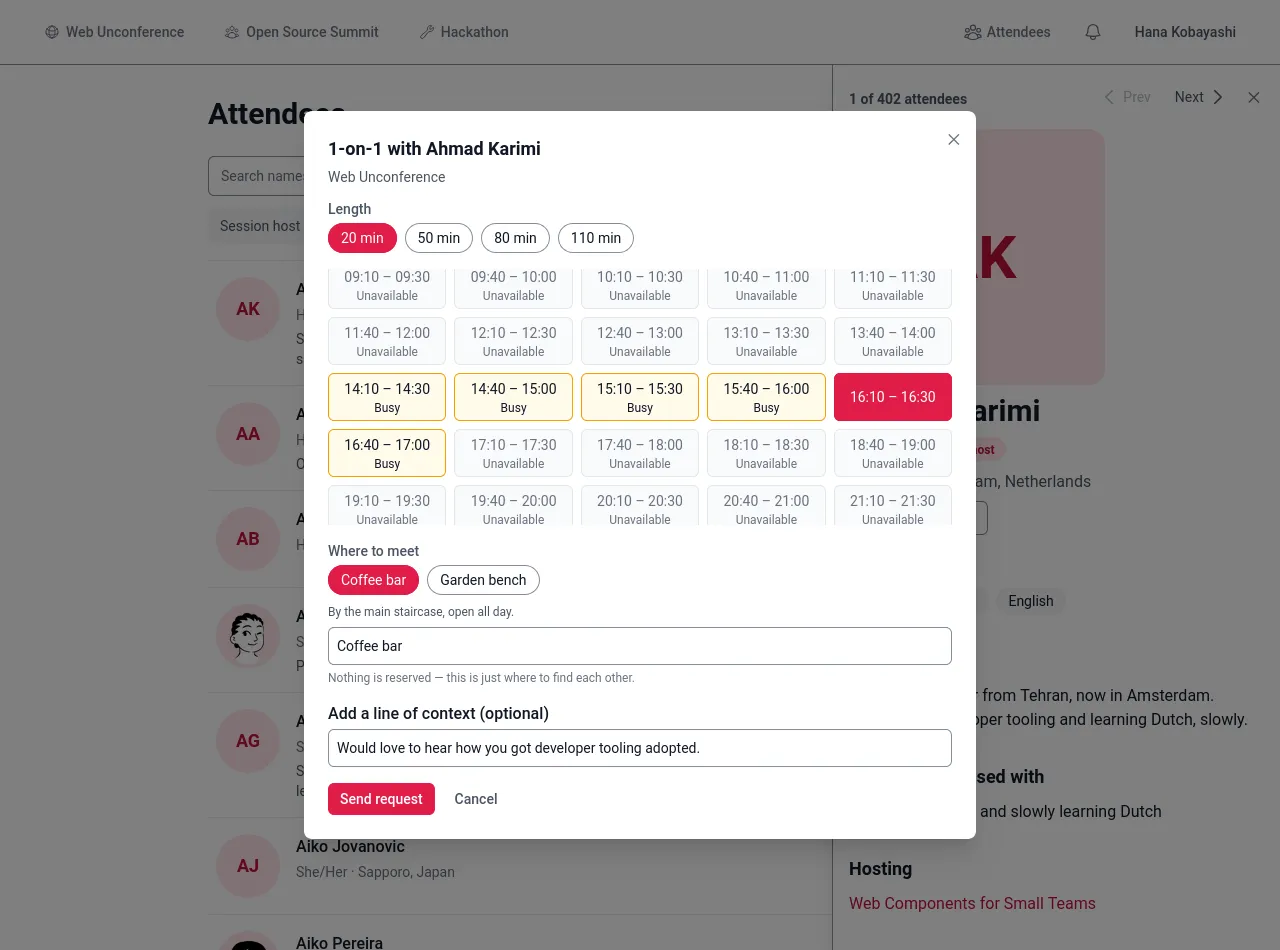 Web Unconference
Open Source Summit
Hackathon
Attendees
Hana Kobayashi
Attendees
1 of 402 attendees
Prev
Next
Search names
Session host
1-on-1 with Ahmad Karimi
Web Unconference
Length
20 min
50 min
80 min
110 min
09:10 – 09:30
Unavailable
09:40 – 10:00
Unavailable
10:10 – 10:30
Unavailable
10:40 – 11:00
Unavailable
11:10 – 11:30
Unavailable
11:40 – 12:00
Unavailable
12:10 – 12:30
Unavailable
12:40 – 13:00
Unavailable
13:10 – 13:30
Unavailable
13:40 – 14:00
Unavailable
14:10 – 14:30
Busy
14:40 – 15:00
Busy
15:10 – 15:30
Busy
15:40 – 16:00
Busy
16:10 – 16:30
16:40 – 17:00
Busy
17:10 – 17:30
Unavailable
17:40 – 18:00
Unavailable
18:10 – 18:30
Unavailable
18:40 – 19:00
Unavailable
19:10 – 19:30
Unavailable
19:40 – 20:00
Unavailable
20:10 – 20:30
Unavailable
20:40 – 21:00
Unavailable
21:10 – 21:30
Unavailable
Where to meet
Coffee bar
Garden bench
By the main staircase, open all day.
Coffee bar
Nothing is reserved — this is just where to find each other.
Add a line of context (optional)
Would love to hear how you got developer tooling adopted.
Send request
Cancel
AK
AA
AB
AG
AJ
Aiko Jovanovic
She/Her · Sapporo, Japan
Aiko Pereira
K
arimi
ost
am, Netherlands
English
from Tehran, now in Amsterdam.
oper tooling and learning Dutch, slowly.
sed with
and slowly learning Dutch
Hosting
Web Components for Small Teams